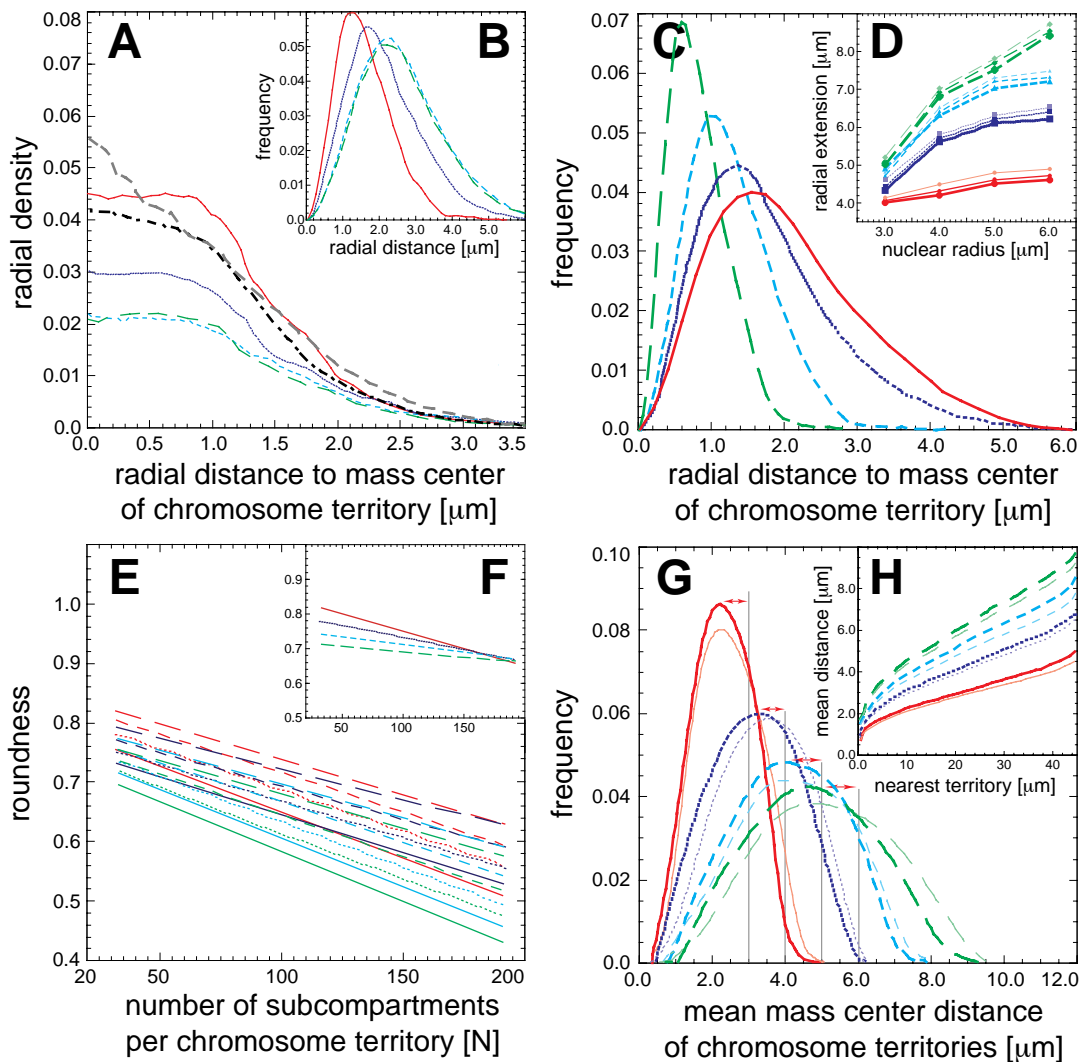 A
B
radial density
0.08
0.07
0.06
0.05
0.04
0.03
0.02
0.01
0.00
0.0 0.5 1.0 1.5 2.0 2.5 3.0 3.5
radial distance to mass center
of chromosome territory [μm]
frequency
0.05
0.04
0.03
0.02
0.01
0.0
0.0 1.0 2.0 3.0 4.0 5.0
radial distance [μm]
C
D
frequency
0.07
0.06
0.05
0.04
0.03
0.02
0.01
0.0
0.0 1.0 2.0 3.0 4.0 5.0 6.0
radial distance to mass center
of chromosome territory [μm]
radial extension [μm]
8.0
7.0
6.0
5.0
4.0
3.0 4.0 5.0 6.0
nuclear radius [μm]
E
F
roundness
1.0
0.9
0.8
0.7
0.6
0.5
0.4
20 50 100 150 200
number of subcompartments
per chromosome territory [N]
0.9
0.8
0.7
0.6
0.5
50 100 150
G
H
frequency
0.10
0.08
0.06
0.04
0.02
0.00
0.0 2.0 4.0 6.0 8.0 10.0 12.0
mean mass center distance
of chromosome territories [μm]
mean distance [μm]
8.0
6.0
4.0
2.0
0.0
0 10 20 30 40
nearest territory [μm]